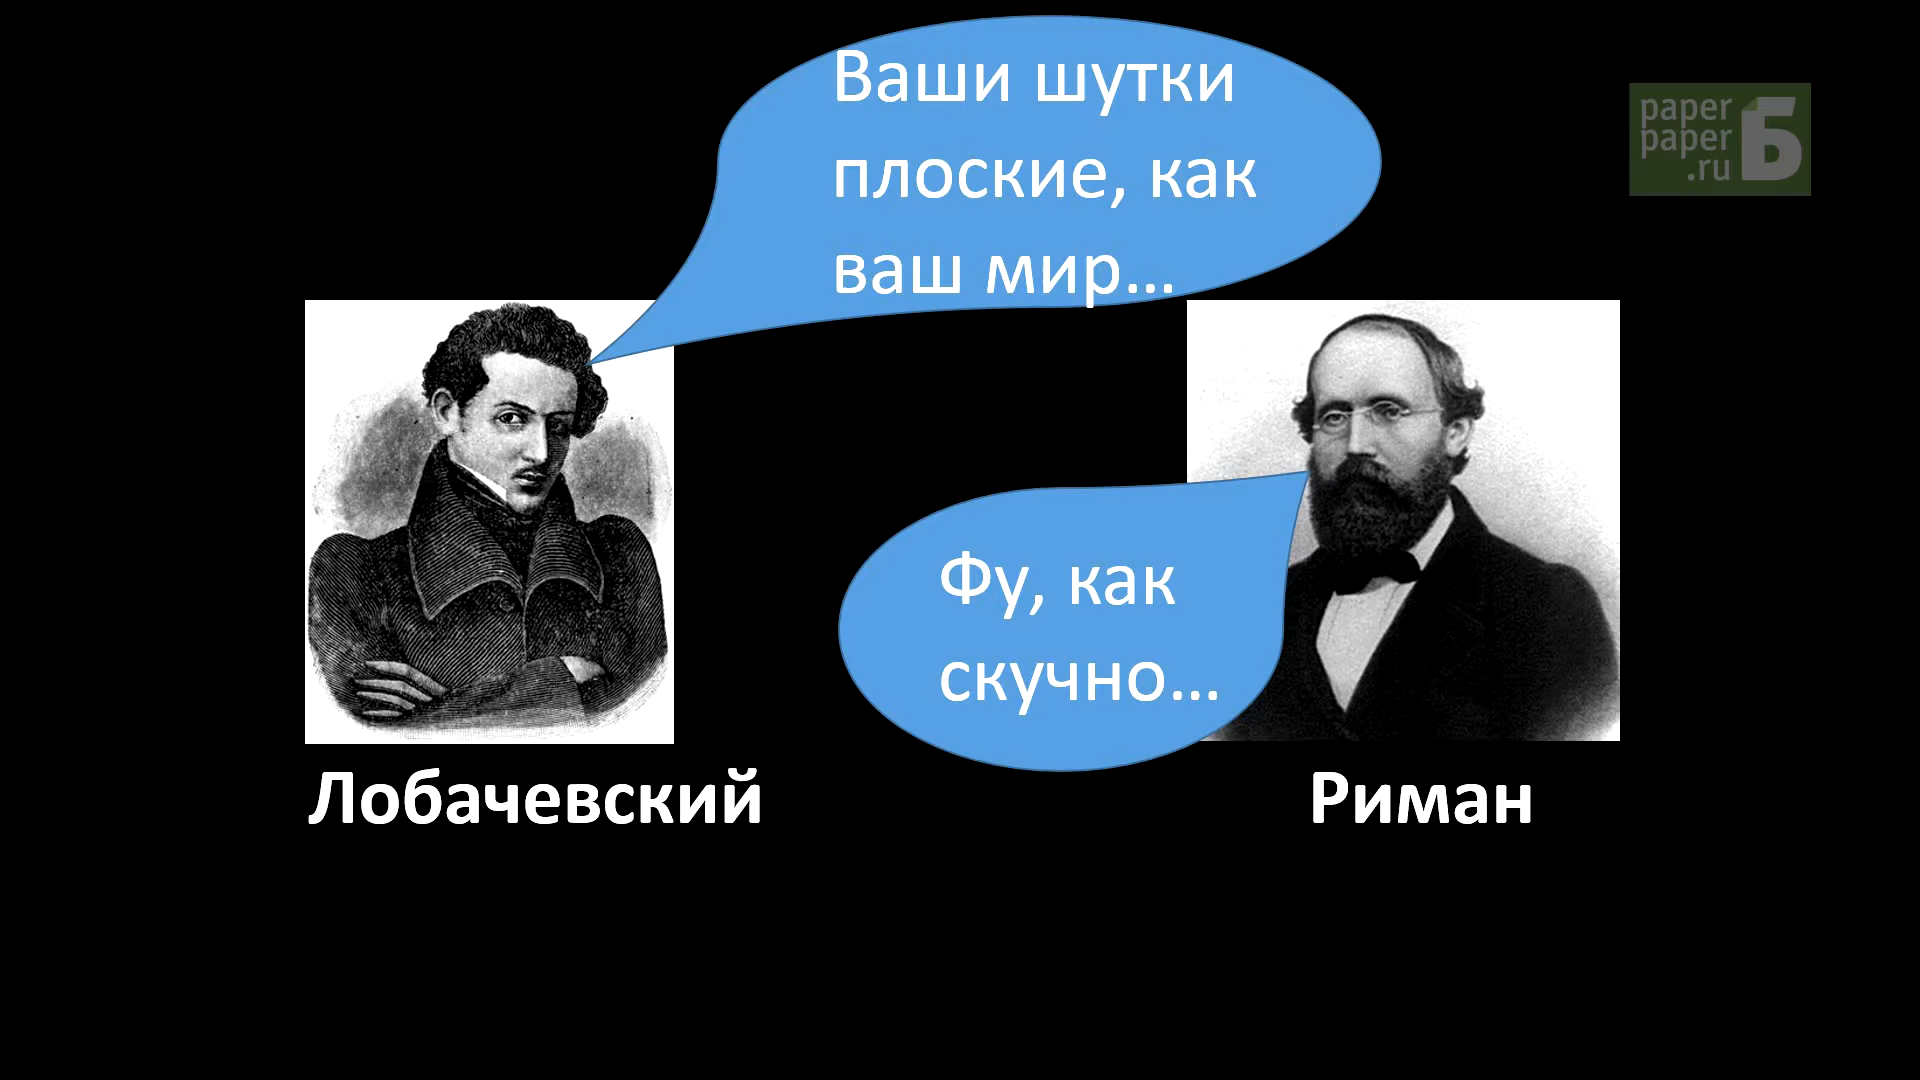 Ваши шутки
плоские, как
ваш мир...
paper
paper
.ru
Б
Фу, как
скучно...
Лобачевский
Риман